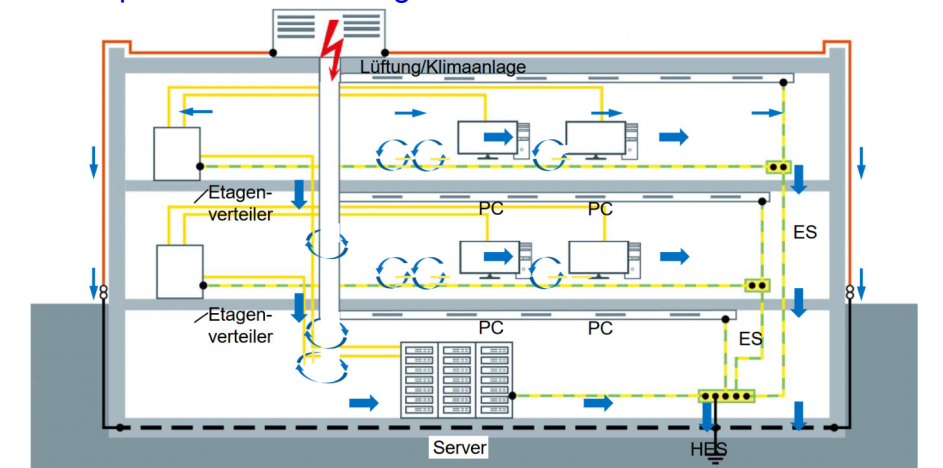 Lüftung/Klimaanlage
Etagen-
verteiler
PC
PC
ES
Etagen-
verteiler
PC
PC
ES
Server
HES